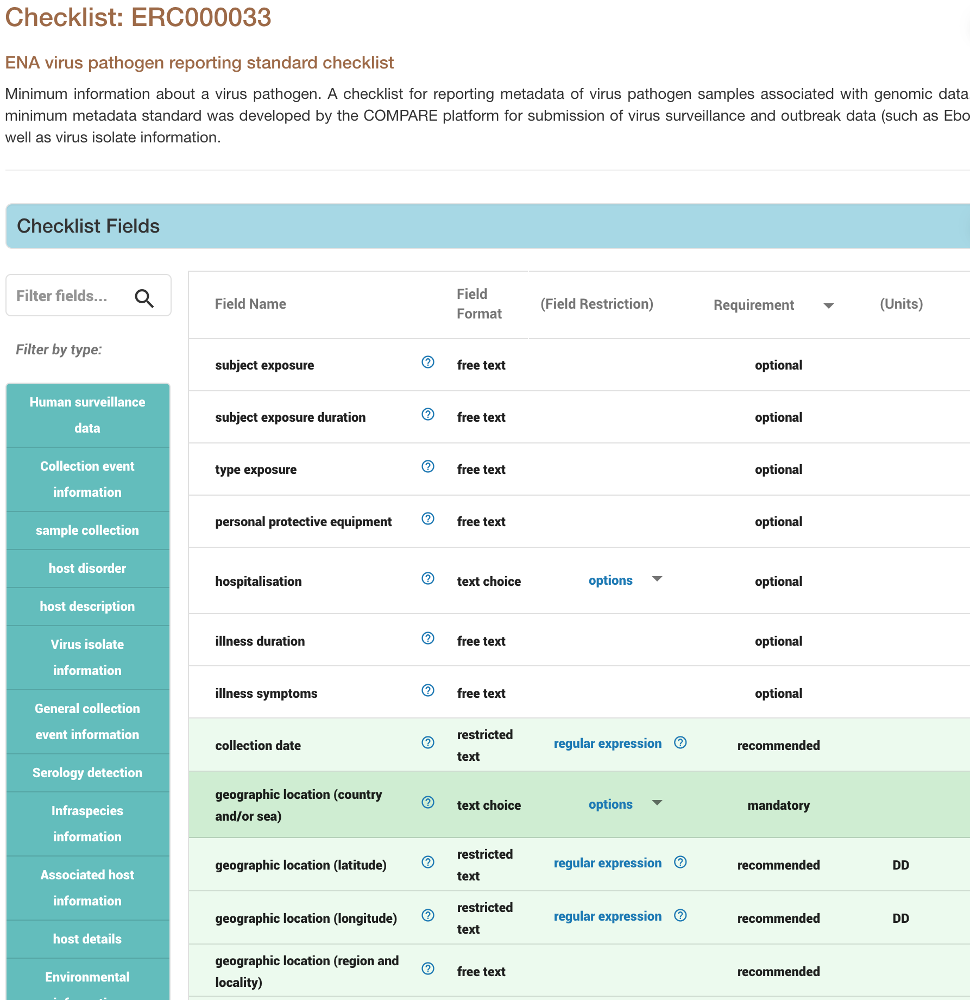 Checklist: ERC000033
ENA virus pathogen reporting standard checklist
Minimum information about a virus pathogen. A checklist for reporting metadata of virus pathogen samples associated with genomic data.
minimum metadata standard was developed by the COMPARE platform for submission of virus surveillance and outbreak data (such as Ebo
well as virus isolate information.
Checklist Fields
Filter fields...
Filter by type:
Human surveillance
data
Collection event
information
sample collection
host disorder
host description
Virus isolate
information
General collection
event information
Serology detection
Infraspecies
information
Associated host
information
host details
Environmental
Field Name Field Format (Field Restriction) Requirement (Units)
subject exposure free text optional
subject exposure duration free text optional
type exposure free text optional
personal protective equipment free text optional
hospitalisation text choice options optional
illness duration free text optional
illness symptoms free text optional
collection date restricted text regular expression recommended
geographic location (country and/or sea) text choice options mandatory
geographic location (latitude) restricted text regular expression recommended DD
geographic location (longitude) restricted text regular expression recommended DD
geographic location (region and locality) free text recommended